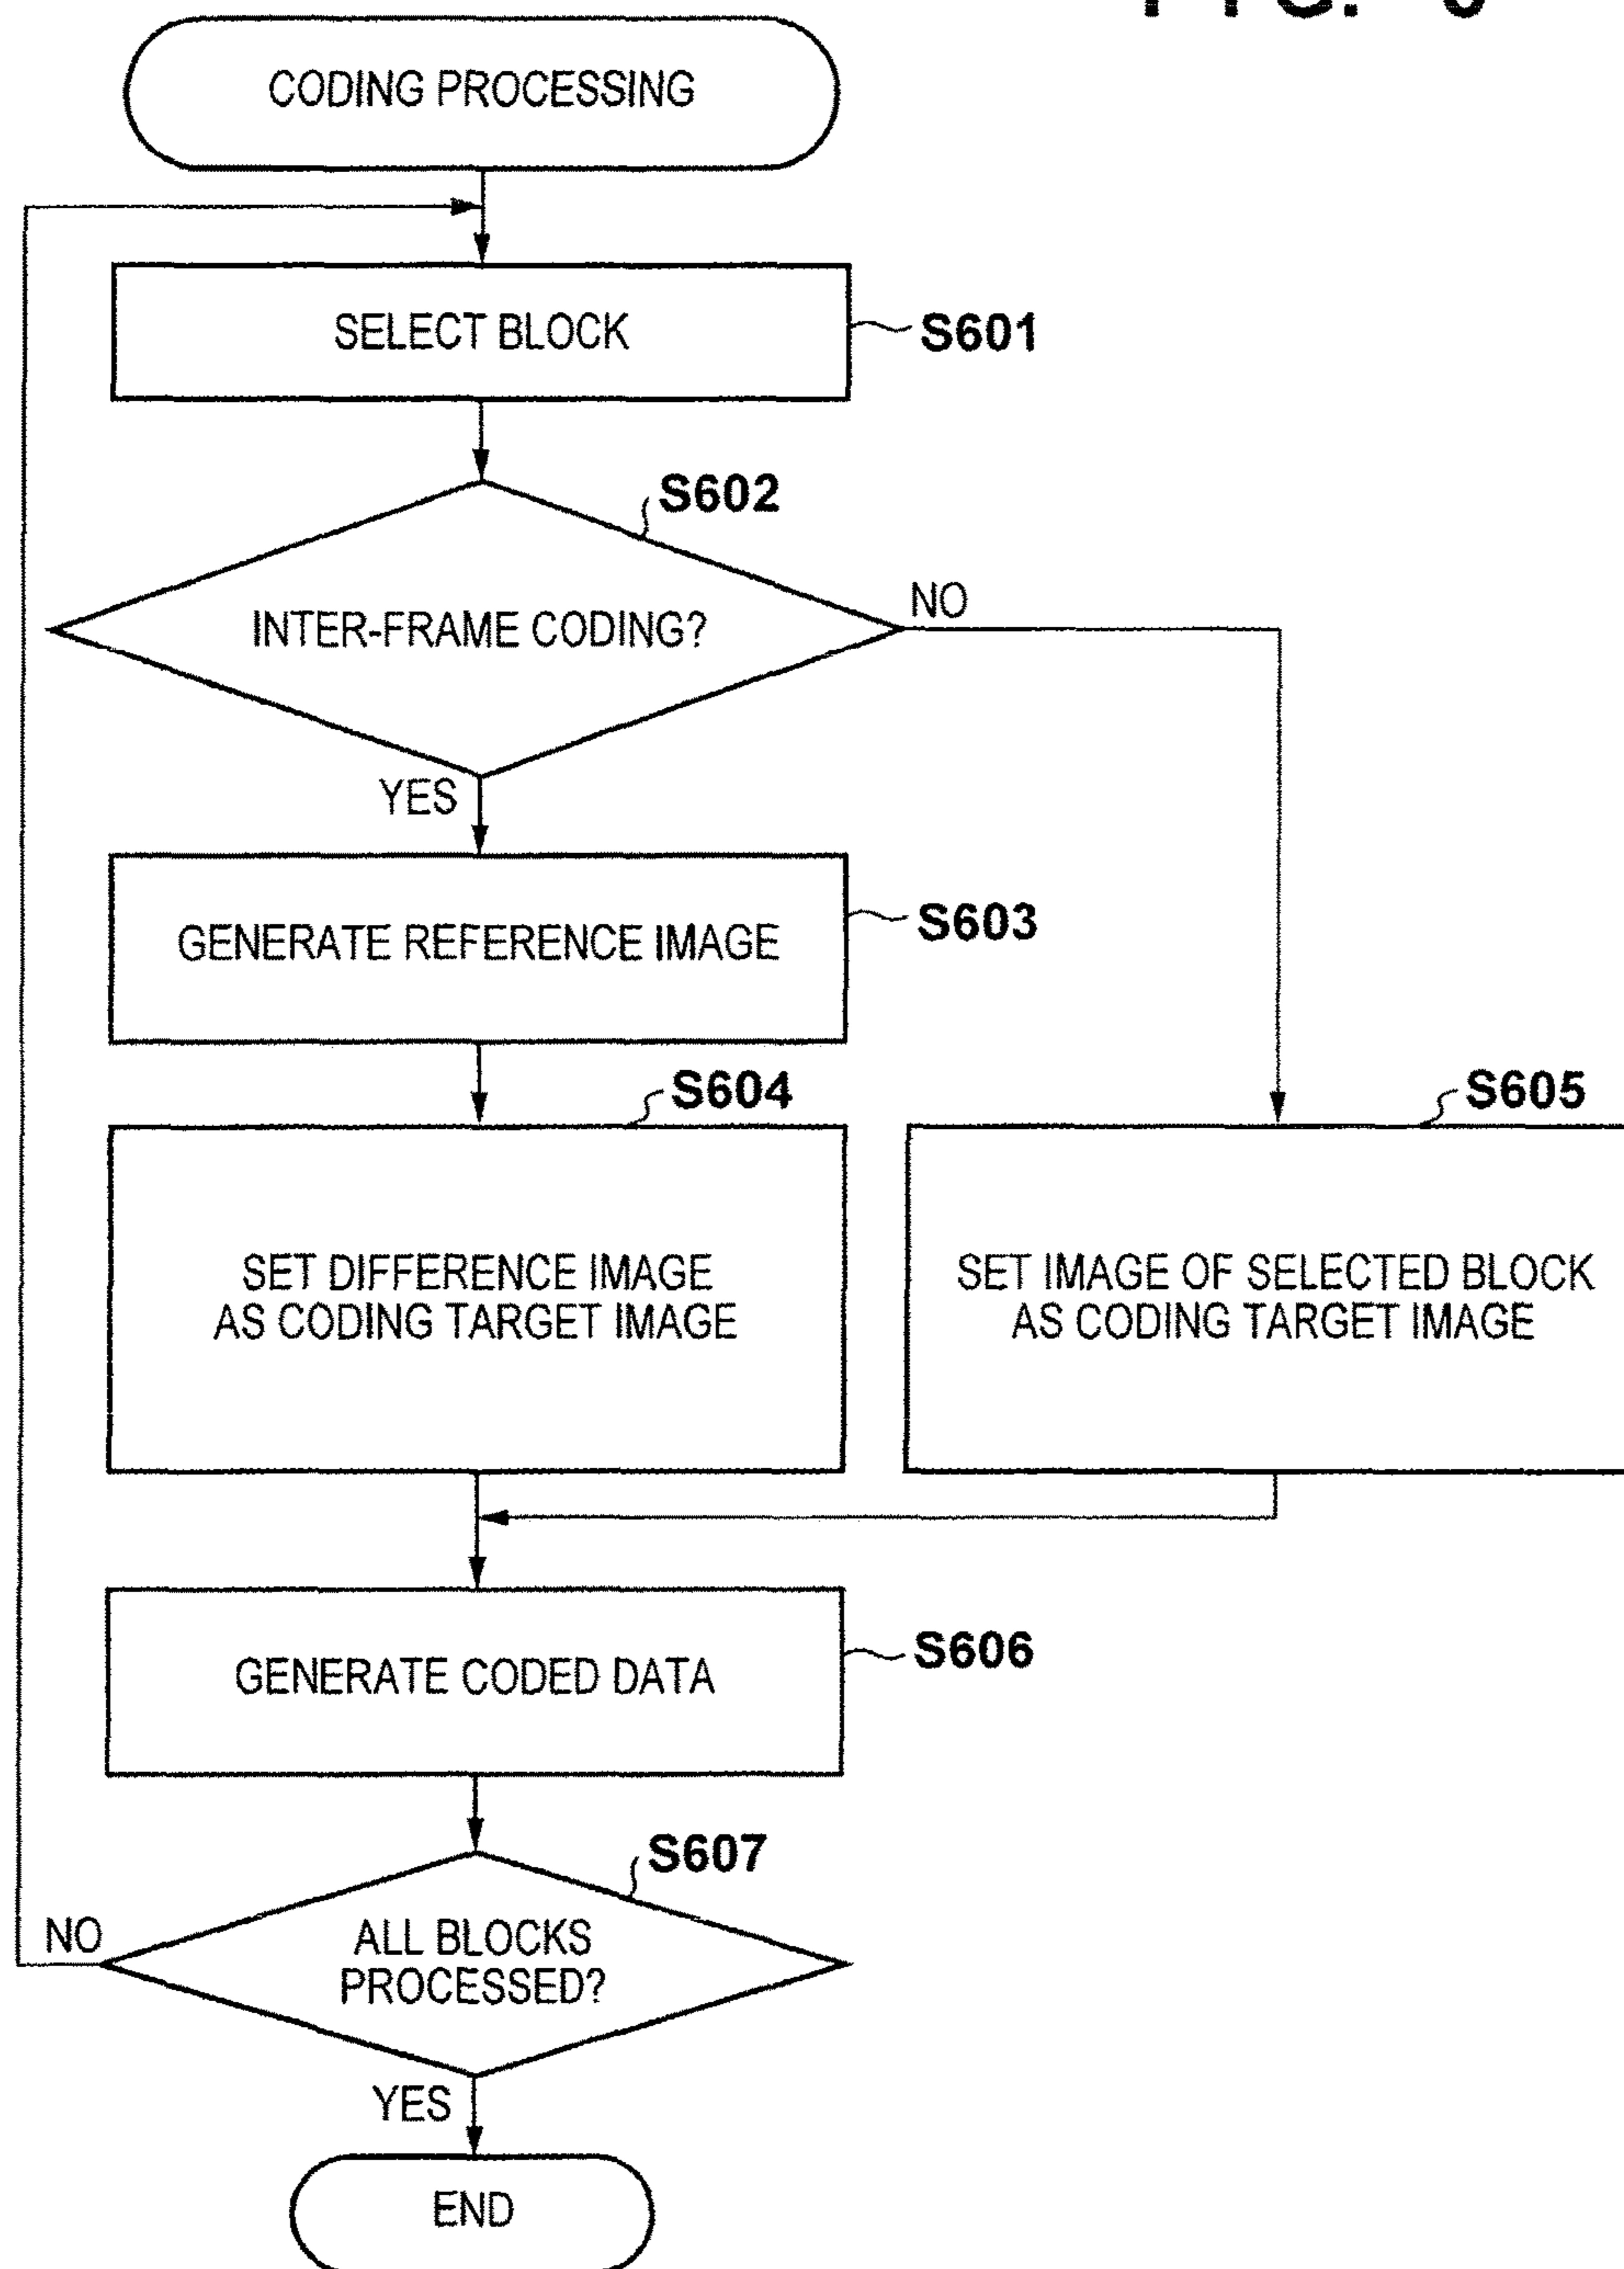 FIG.
CODING PROCESSING
SELECT BLOCK
S601
S602
INTER-FRAME CODING?
NO
YES
GENERATE REFERENCE IMAGE
S603
S604
S605
SET DIFFERENCE IMAGE
AS CODING TARGET IMAGE
SET IMAGE OF SELECTED BLOCK
AS CODING TARGET IMAGE
GENERATE CODED DATA
S606
S607
NO
ALL BLOCKS
PROCESSED?
YES
END